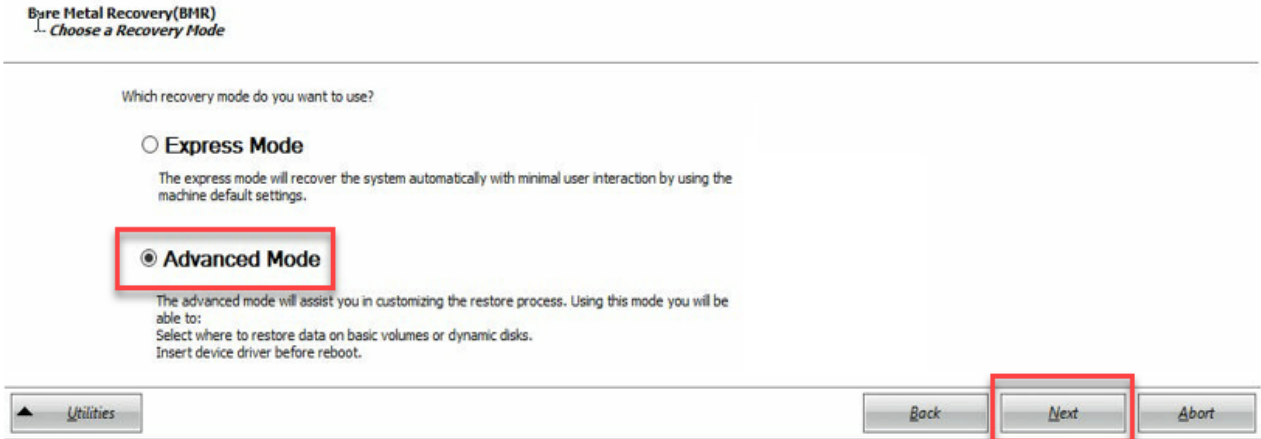 Bare Metal Recovery(BMR)
-- Choose a Recovery Mode
Which recovery mode do you want to use?
Express Mode
The express mode will recover the system automatically with minimal user interaction by using the
machine default settings.
Advanced Mode
The advanced mode will assist you in customizing the restore process. Using this mode you will be
able to:
Select where to restore data on basic volumes or dynamic disks.
Insert device driver before reboot.
Utilities
Back
Next
Abort